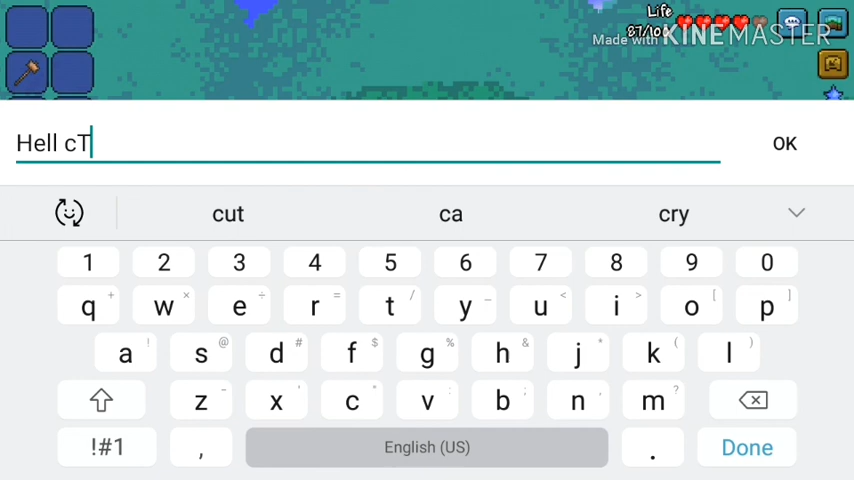 Life
87/100
Made with KINEMASTER
Hell cT
OK
cut ca cry
1 2 3 4 5 6 7 8 9 0
q + w × e ÷ r = t / y _ u < i > o [ p ]
a ! s @ d # f $ g % h & j * k ( l )
z - x ' c " v : b ; n , m ?
!#1 , English (US) . Done